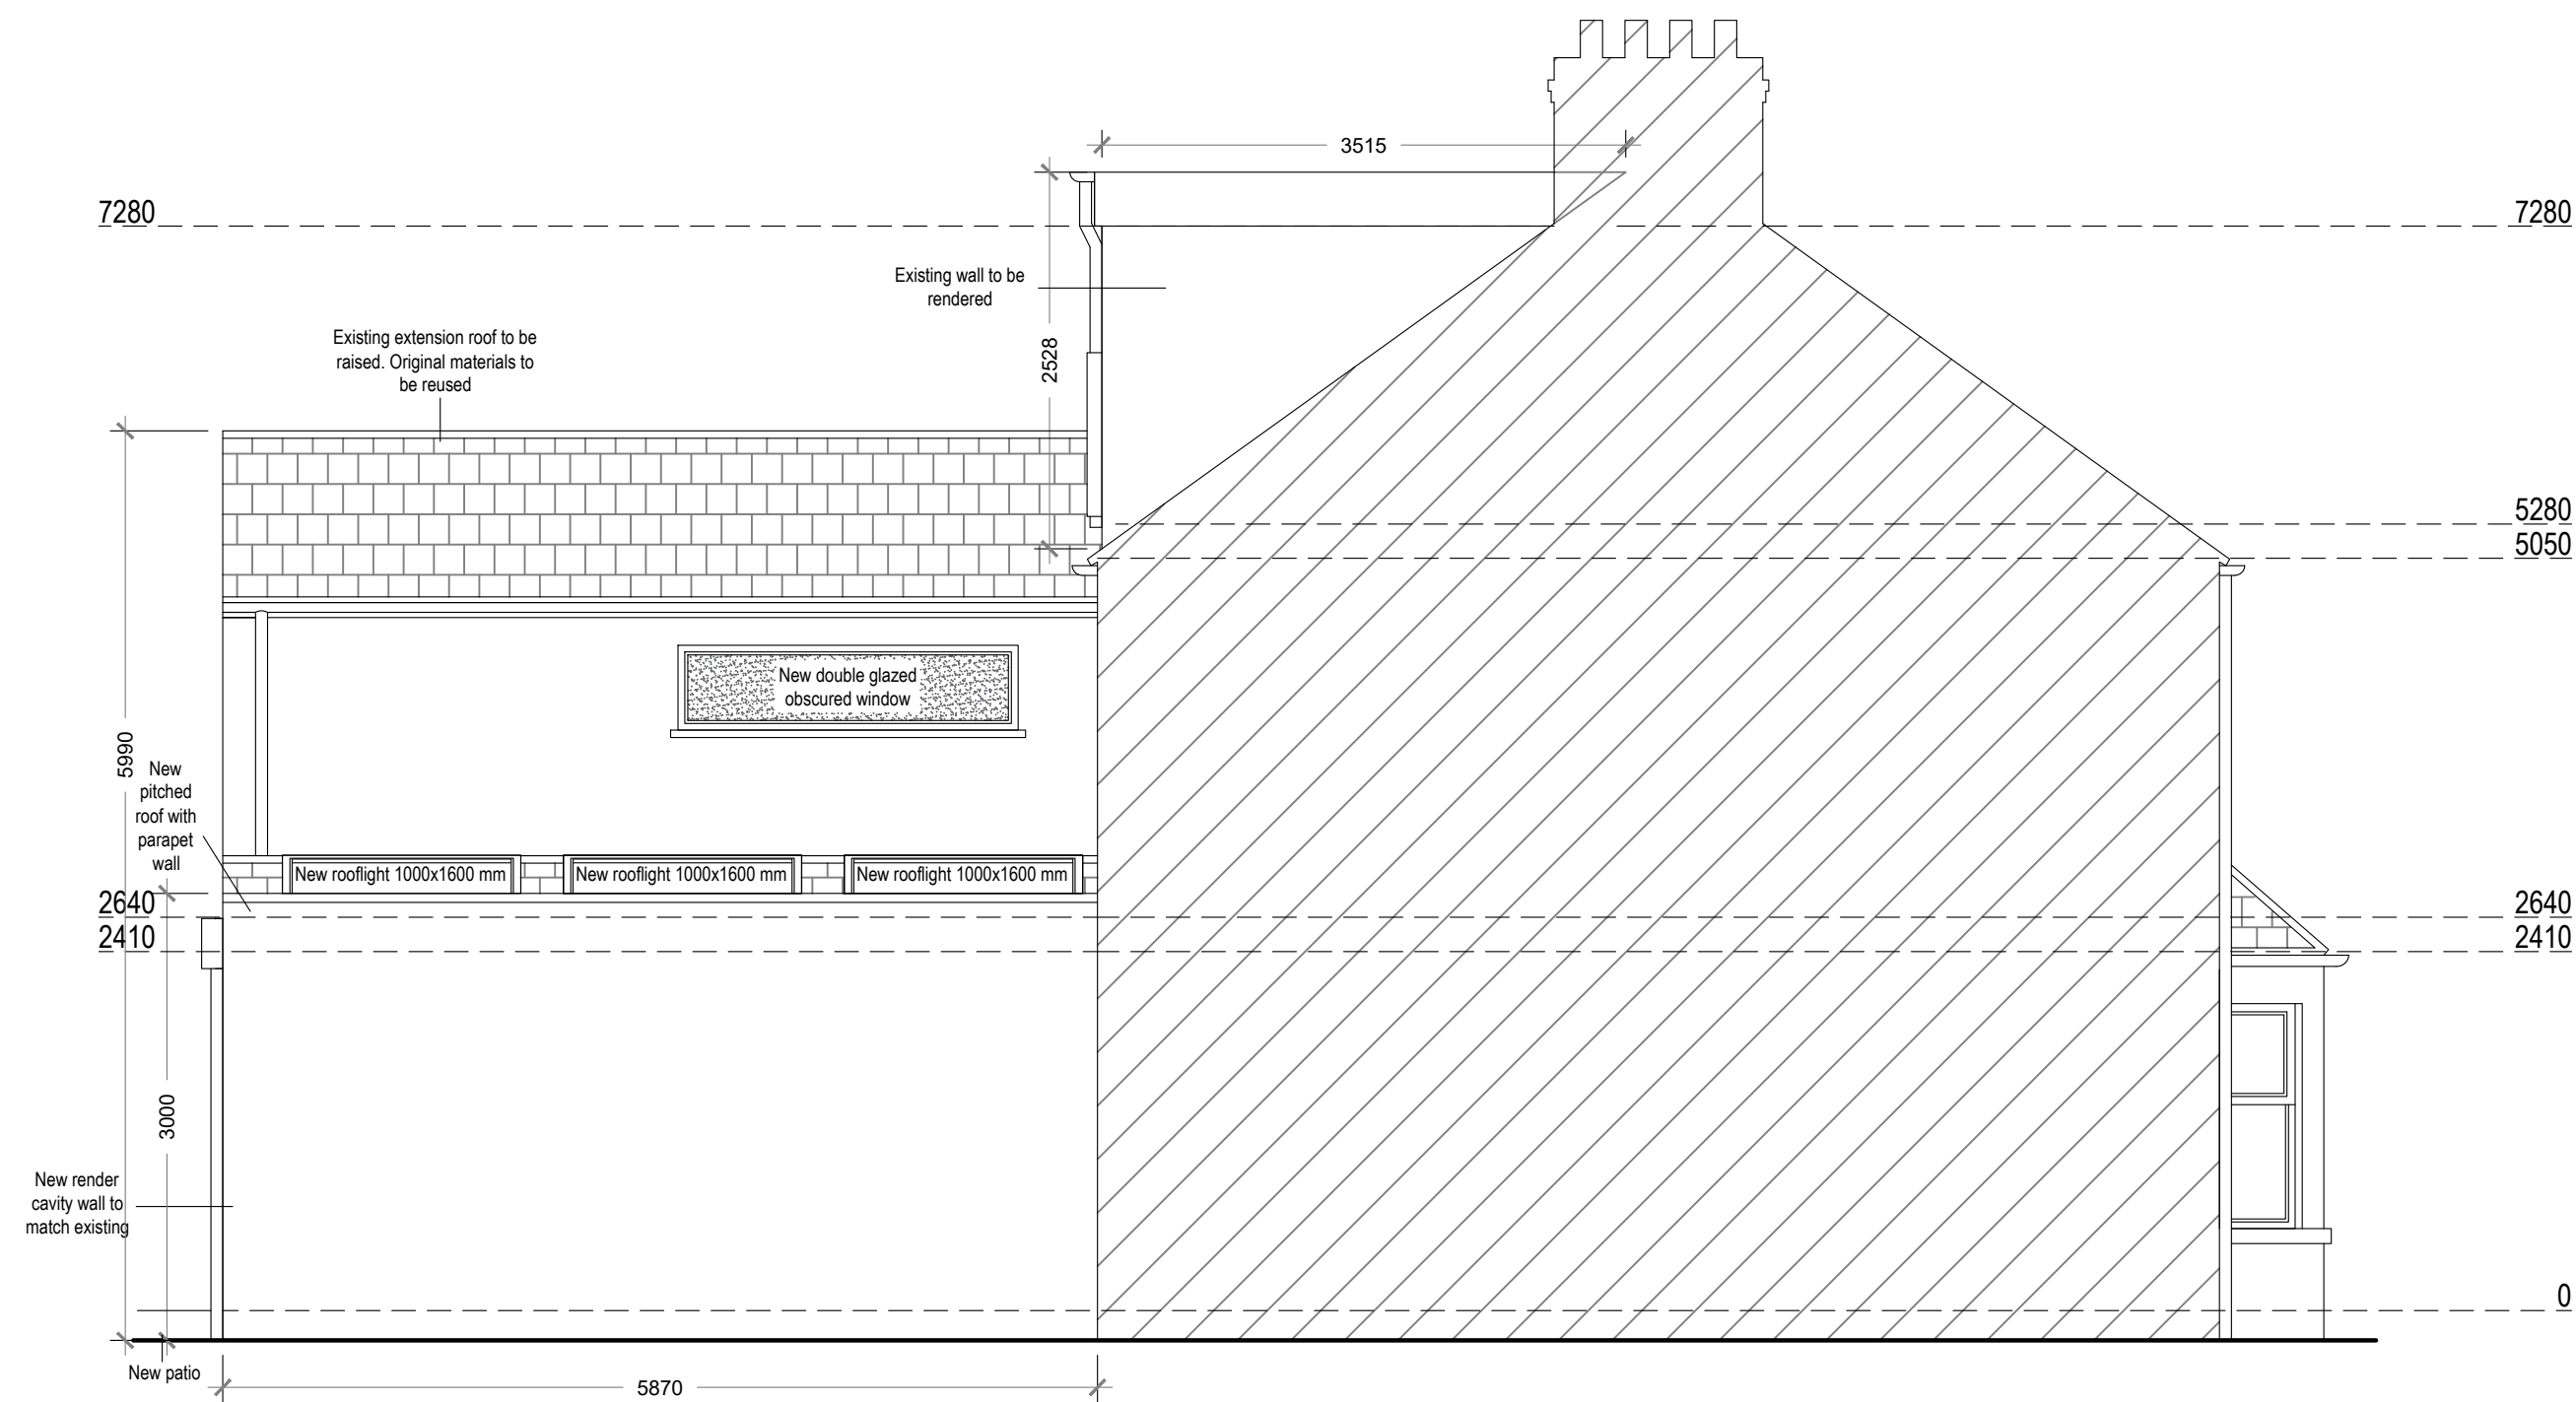 3515
7280
7280
Existing wall to be
rendered
Existing extension roof to be
raised. Original materials to
be reused
2528
5280
5050
New double glazed
obscured window
5990
New
pitched
roof with
parapet
wall
New rooflight 1000x1600 mm
New rooflight 1000x1600 mm
New rooflight 1000x1600 mm
2640
2640
2410
2410
3000
New render
cavity wall to
match existing
0
New patio
5870